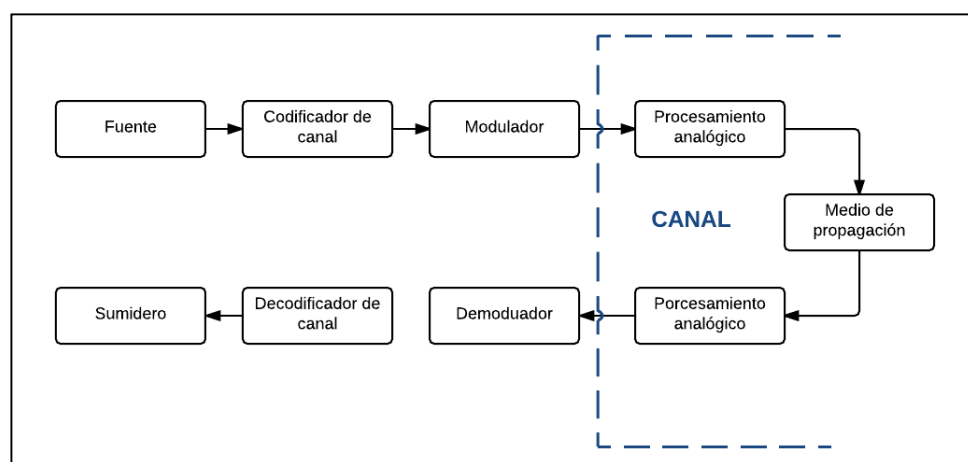 Fuente
Codificador de
canal
Modulador
Procesamiento
analógico
CANAL
Medio de
propagación
Sumidero
Decodificador de
canal
Demoduador
Porcesamiento
analógico